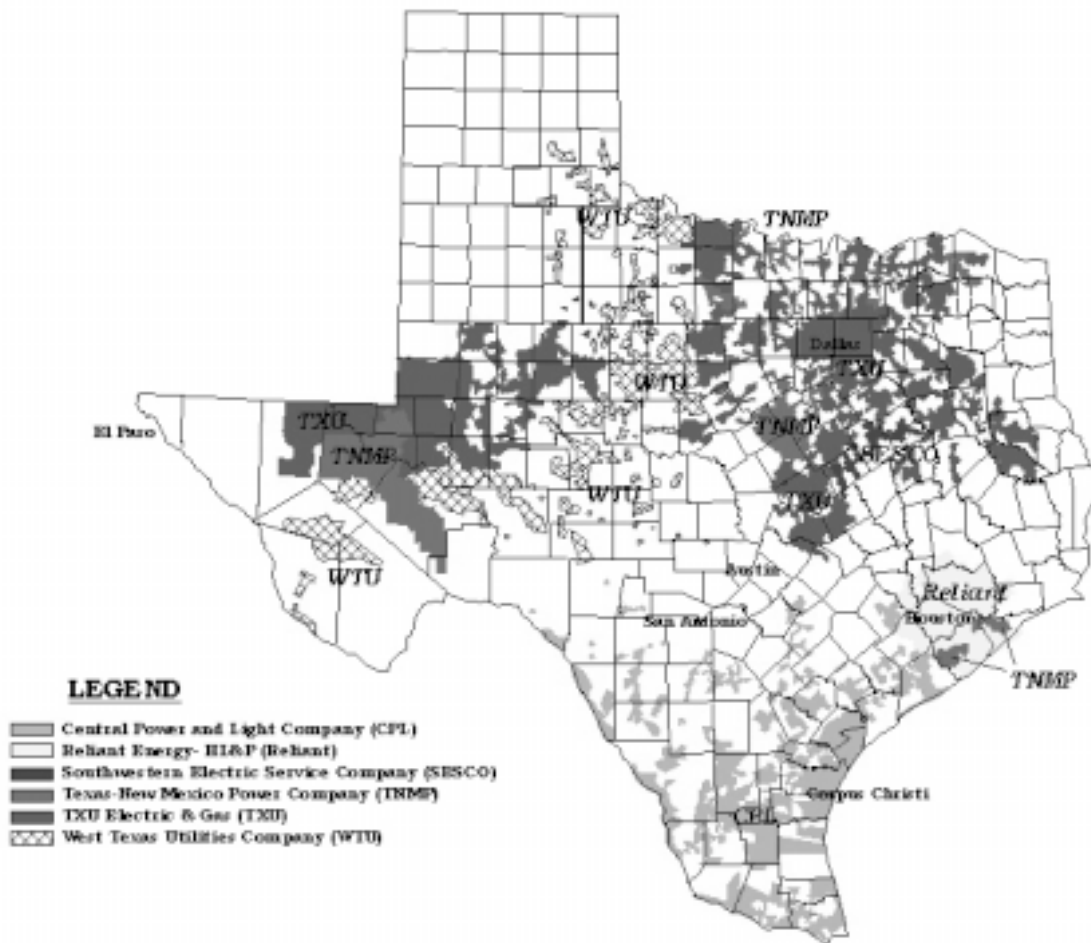 WTU
TNMP
Dallas
TXU
WTU
TXU
El Paso
TNMP
TNMP
SESCO
WTU
TXU
WTU
Austin
Reliant
Houston
San Antonio
TNMP
LEGEND
Central Power and Light Company (CPL)
Reliant Energy- HL&P (Reliant)
Southwestern Electric Service Company (SESCO)
Texas-New Mexico Power Company (TNMP)
TXU Electric & Gas (TXU)
West Texas Utilities Company (WTU)
Corpus Christi
CPL